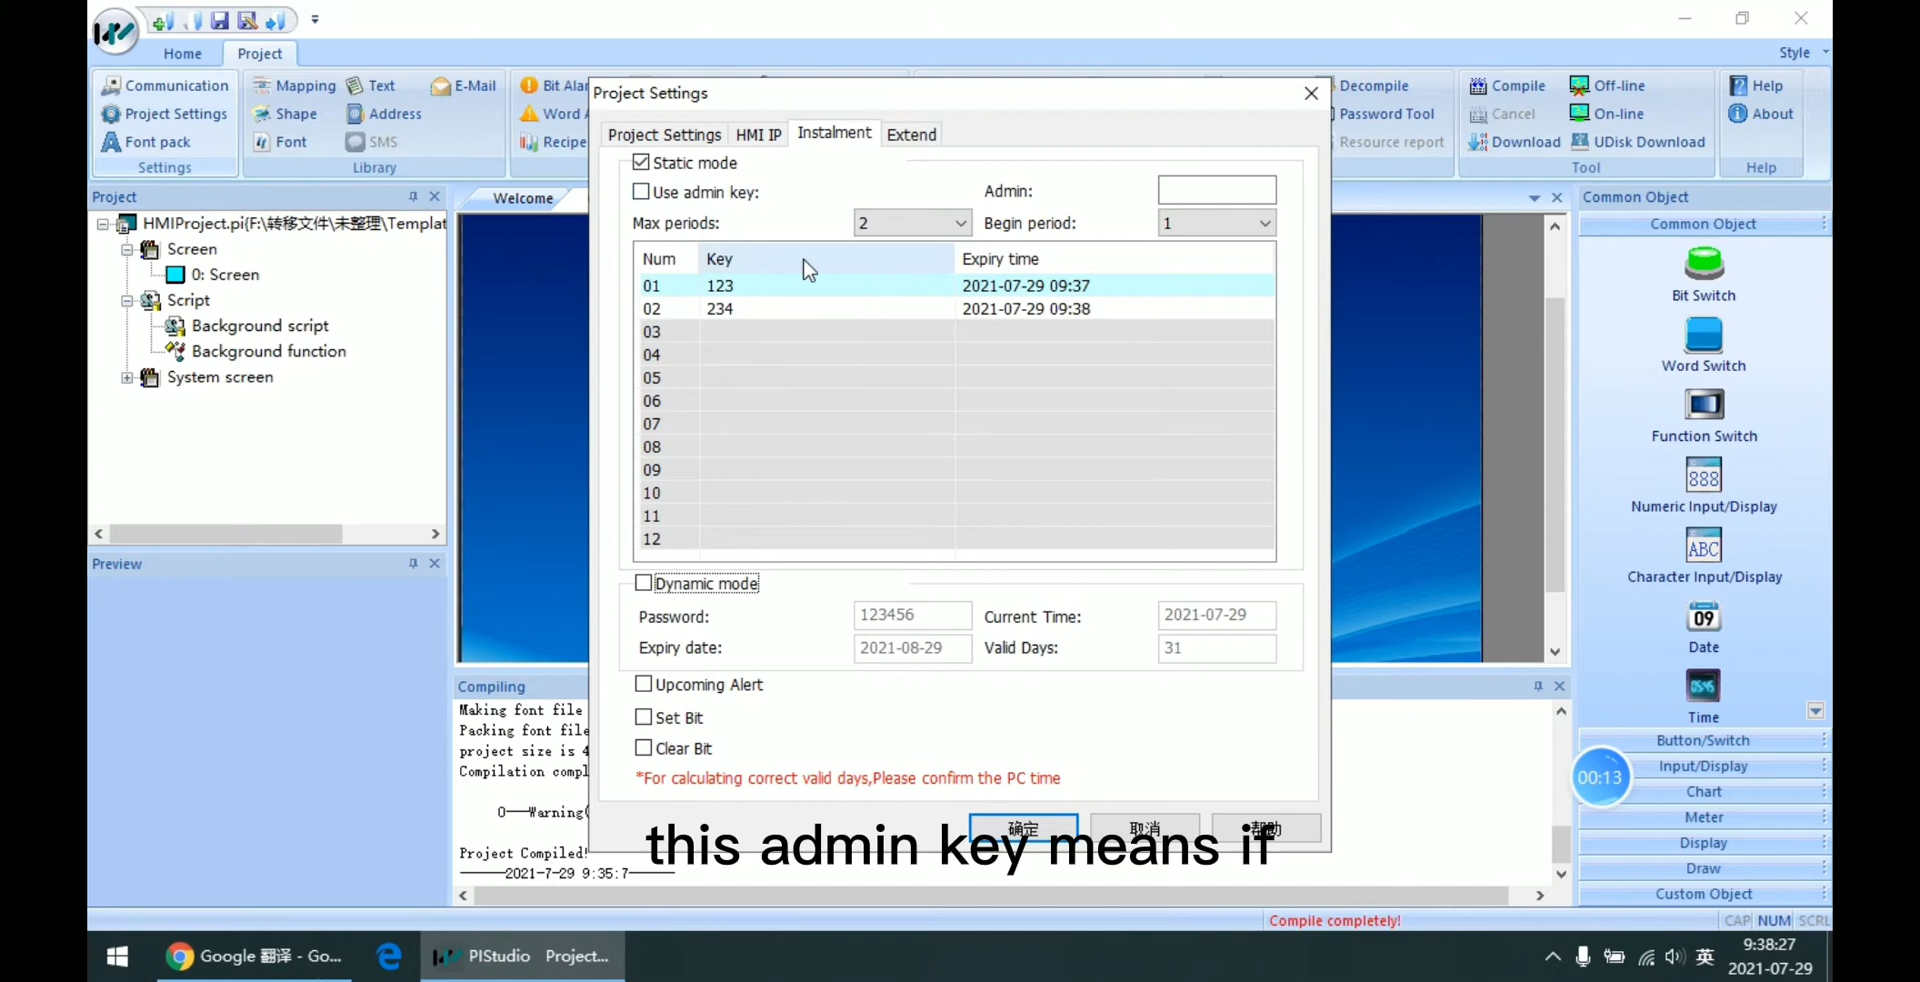 Home
Project
Style
Communication
Project Settings
Font pack
Settings
Mapping
Text
E-Mail
Shape
Address
Font
SMS
Library
Bit Ala
Word A
Recipe
Decompile
Password Tool
Resource report
Compile
Off-line
Cancel
On-line
Download
UDisk Download
Tool
Help
About
Help
Project
HMIProject.pi{F:\转移文件\未整理\Templat
Screen
0: Screen
Script
Background script
Background function
System screen
Preview
Welcome
Project Settings
Project Settings
HMI IP
Instalment
Extend
Static mode
Use admin key:
Admin:
Max periods:
2
Begin period:
1
Num Key Expiry time
01 123 2021-07-29 09:37
02 234 2021-07-29 09:38
03
04
05
06
07
08
09
10
11
12
Dynamic mode
Password:
123456
Current Time:
2021-07-29
Expiry date:
2021-08-29
Valid Days:
31
Upcoming Alert
Set Bit
Clear Bit
*For calculating correct valid days,Please confirm the PC time
确定
取消
帮助
this admin key means if
Compiling
Making font file
Packing font file
project size is 4
Compilation compl
0——Warning(
Project Compiled!
——2021-7-29 9:35:7——
Common Object
Common Object
Bit Switch
Word Switch
Function Switch
888
Numeric Input/Display
ABC
Character Input/Display
09
Date
Time
Button/Switch
Input/Display
Chart
Meter
Display
Draw
Custom Object
00:13
Compile completely!
CAP NUM SCRL
Google 翻译 - Go...
PIStudio Project...
英
9:38:27
2021-07-29